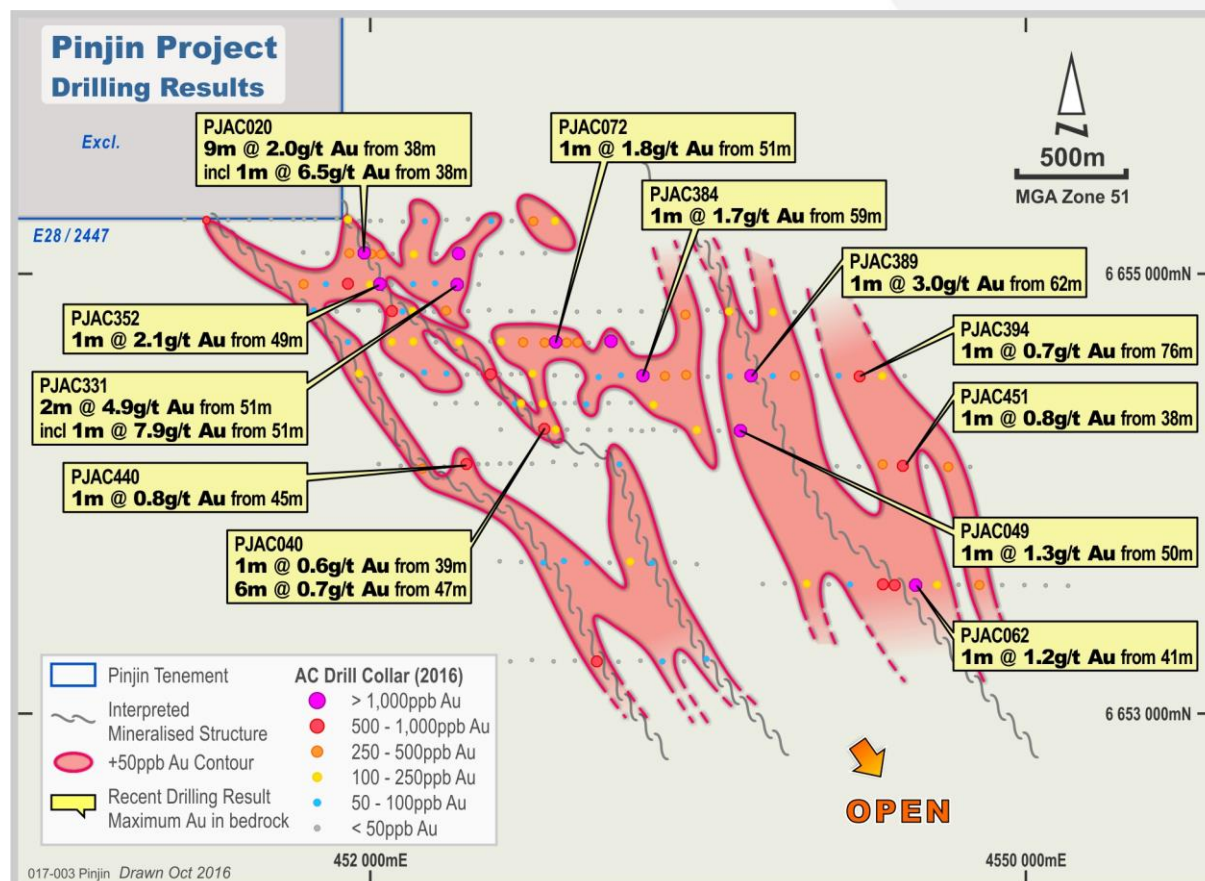 Pinjin Project
Drilling Results
Excl.
E28 / 2447
PJAC020
9m @ 2.0g/t Au from 38m
incl 1m @ 6.5g/t Au from 38m
PJAC072
1m @ 1.8g/t Au from 51m
PJAC384
1m @ 1.7g/t Au from 59m
N
500m
MGA Zone 51
PJAC389
1m @ 3.0g/t Au from 62m
6 655 000mN
PJAC352
1m @ 2.1g/t Au from 49m
PJAC394
1m @ 0.7g/t Au from 76m
PJAC331
2m @ 4.9g/t Au from 51m
incl 1m @ 7.9g/t Au from 51m
PJAC451
1m @ 0.8g/t Au from 38m
PJAC440
1m @ 0.8g/t Au from 45m
PJAC040
1m @ 0.6g/t Au from 39m
6m @ 0.7g/t Au from 47m
PJAC049
1m @ 1.3g/t Au from 50m
PJAC062
1m @ 1.2g/t Au from 41m
6 653 000mN
Pinjin Tenement
Interpreted
Mineralised Structure
+50ppb Au Contour
Recent Drilling Result
Maximum Au in bedrock
AC Drill Collar (2016)
> 1,000ppb Au
500 - 1,000ppb Au
250 - 500ppb Au
100 - 250ppb Au
50 - 100ppb Au
< 50ppb Au
OPEN
452 000mE
4550 000mE
017-003 Pinjin Drawn Oct 2016